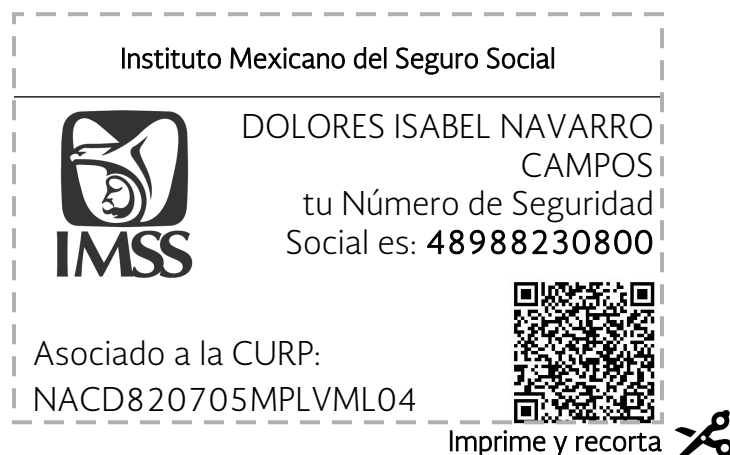 Instituto Mexicano del Seguro Social
DOLORES ISABEL NAVARRO
CAMPOS
tu Número de Seguridad
Social es: 48988230800
IMSS
Asociado a la CURP:
NACD820705MPLVML04
Imprime y recorta